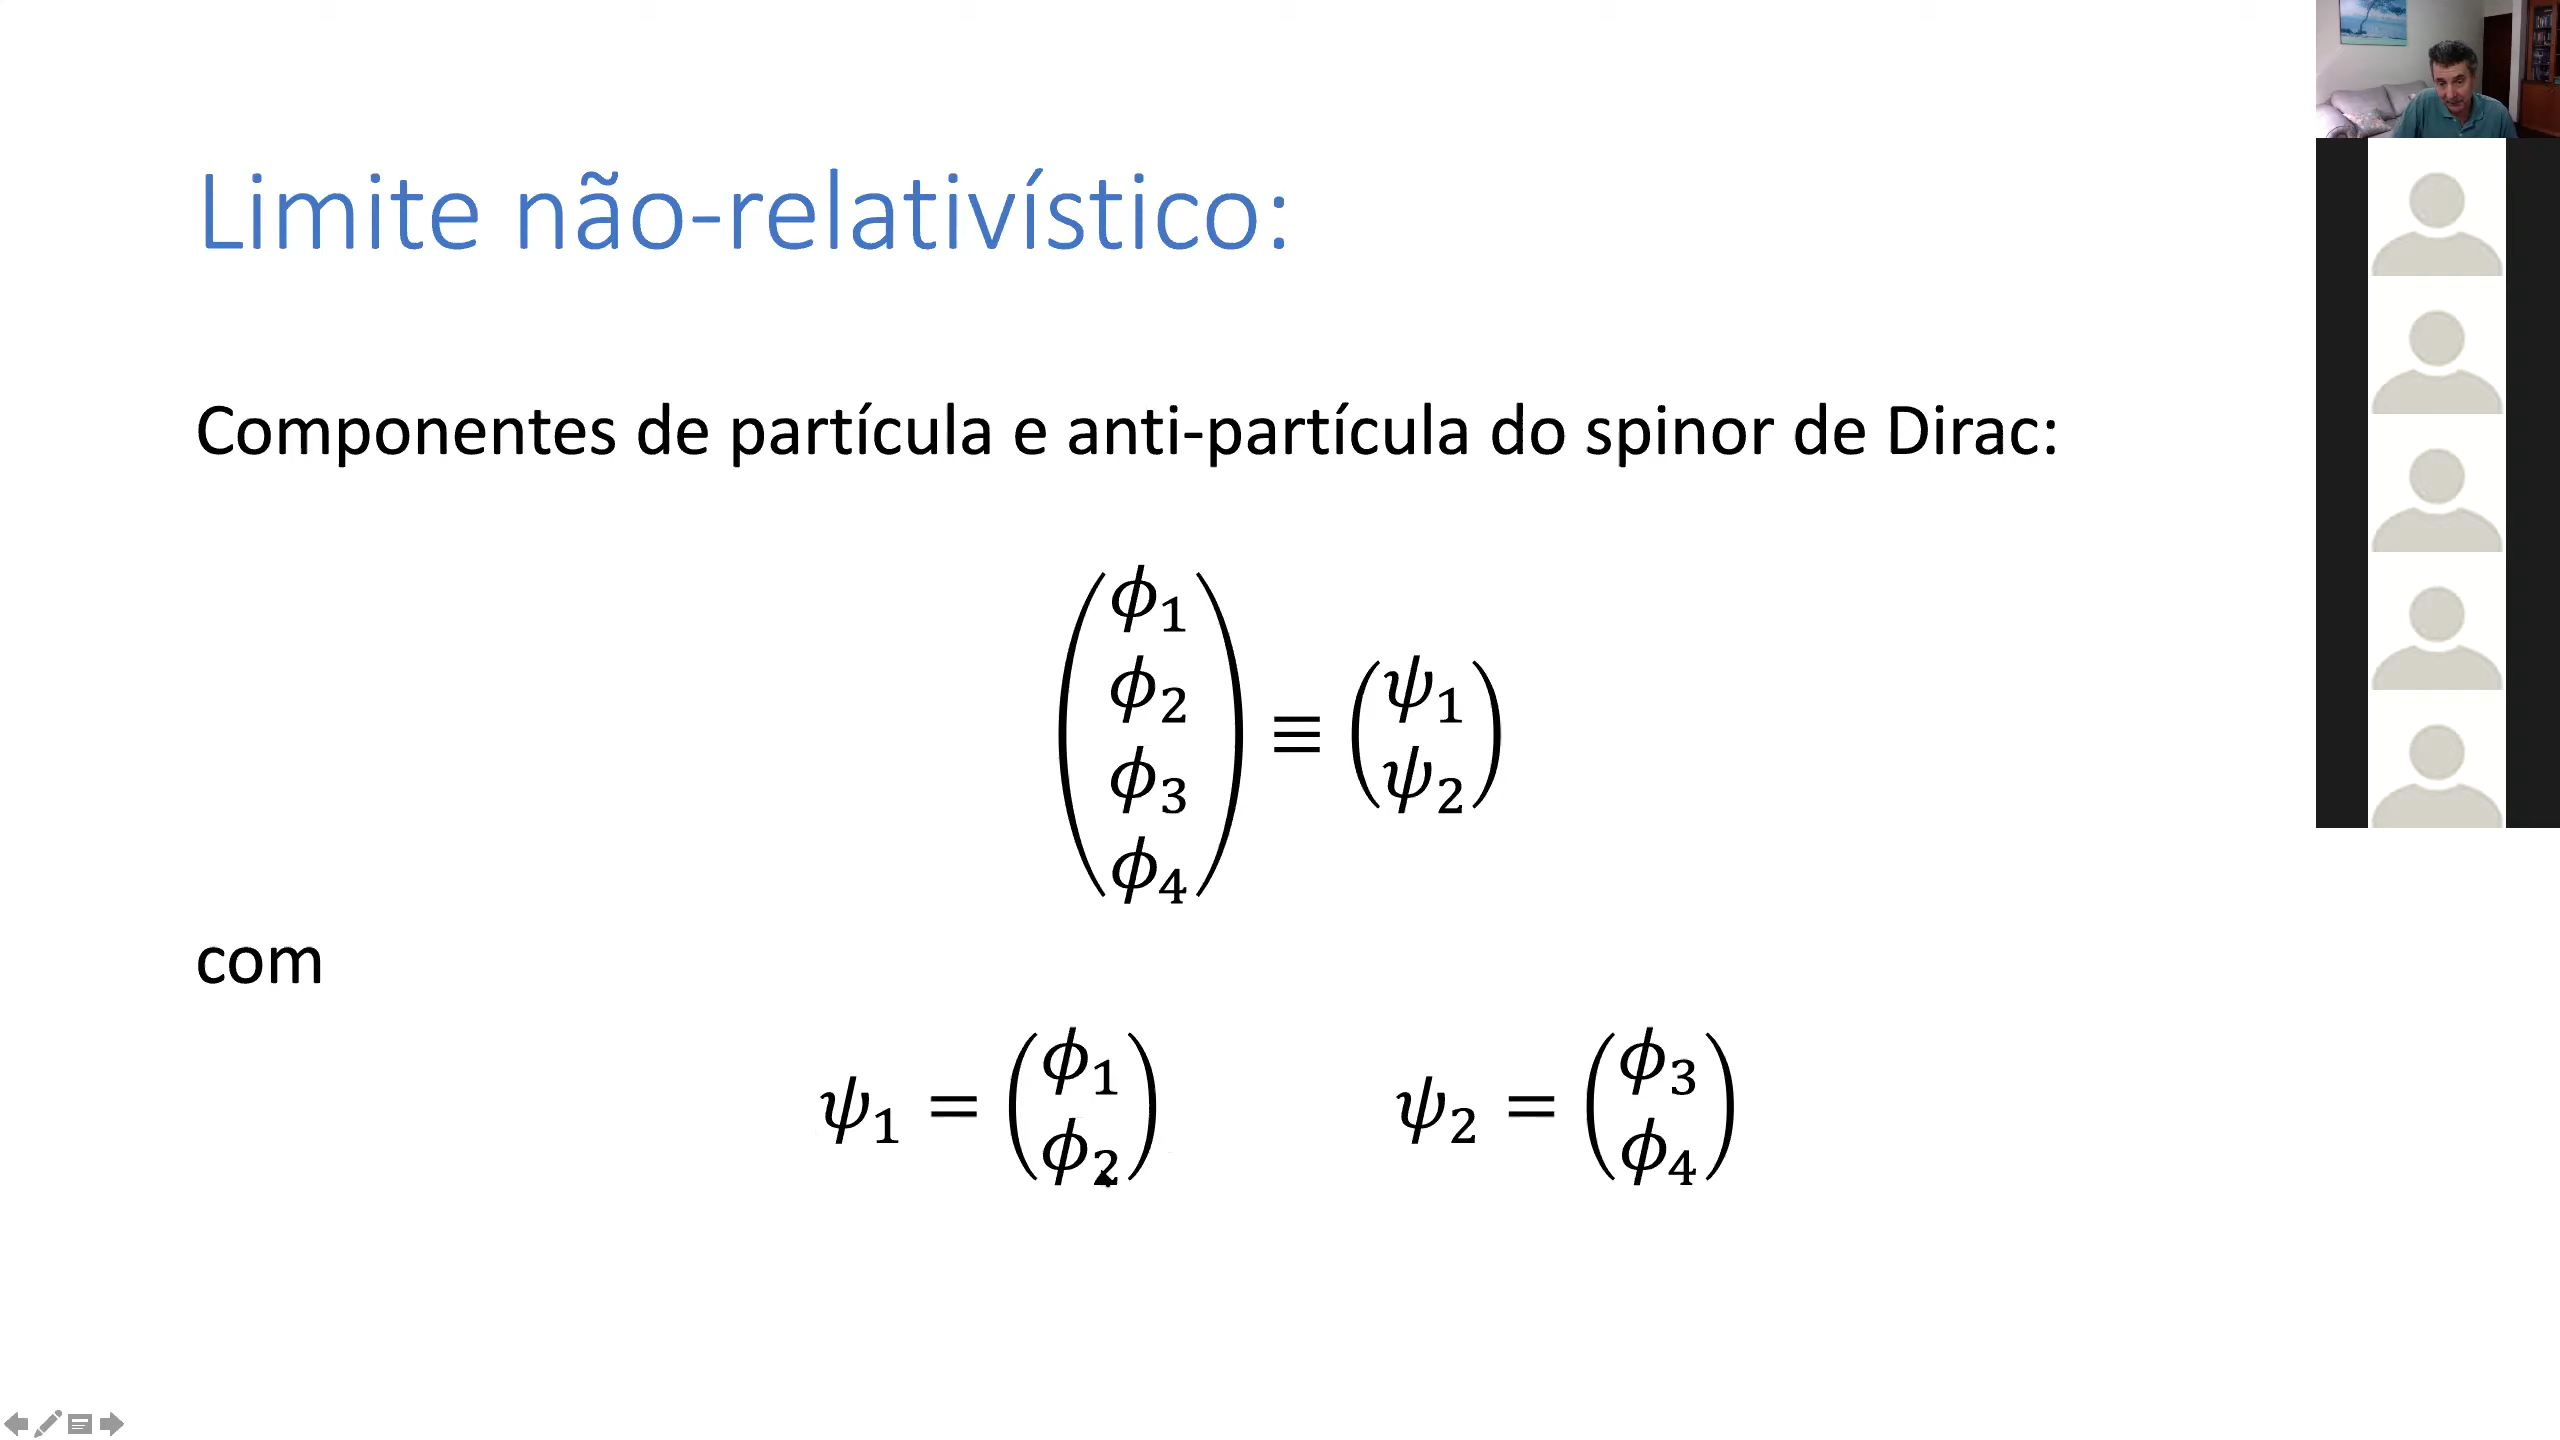 Limite não-relativístico:
Componentes de partícula e anti-partícula do spinor de Dirac:
(ϕ₁ ϕ₂ ϕ₃ ϕ₄) ≡ (ψ₁ ψ₂)
com
ψ₁ = (ϕ₁ ϕ₂) ψ₂ = (ϕ₃ ϕ₄)